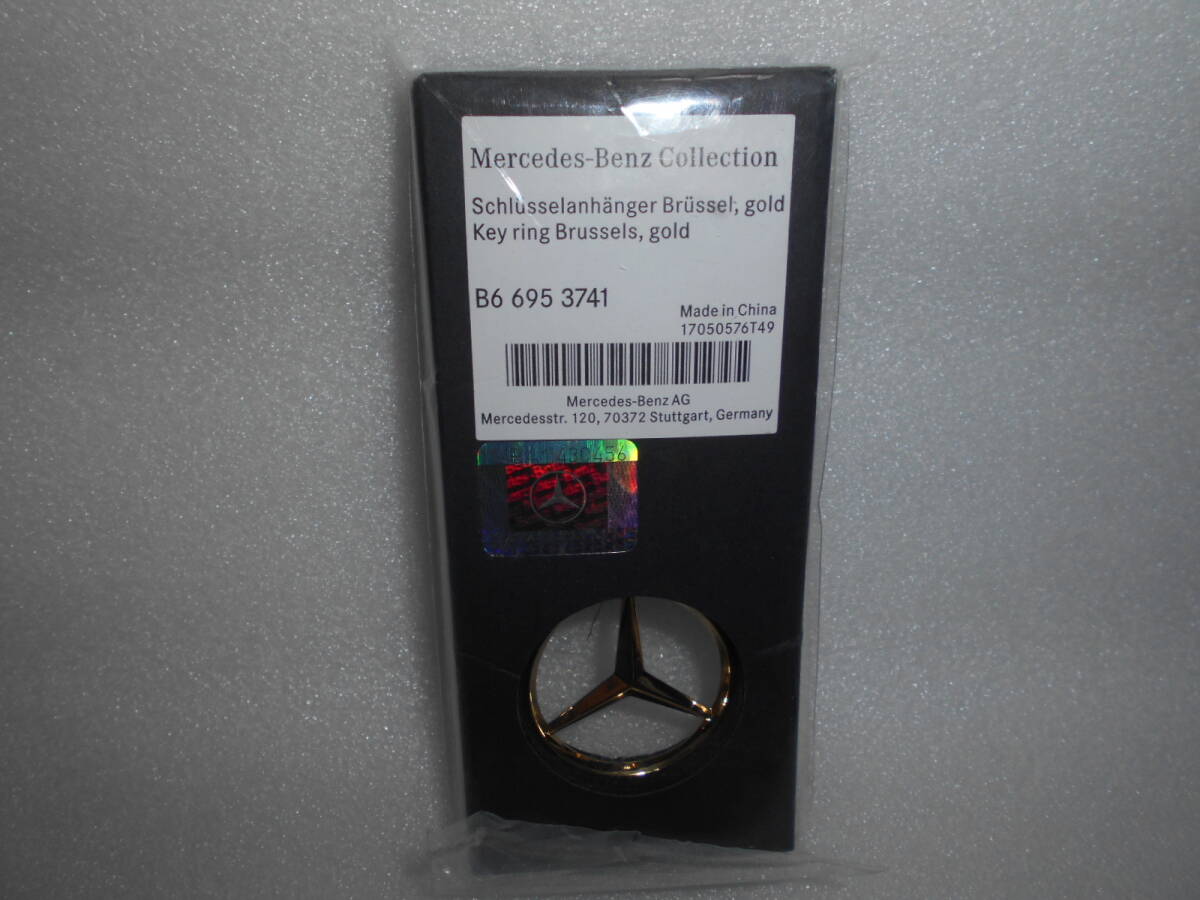 Mercedes-Benz Collection
Schlüsselanhänger Brüssel, gold
Key ring Brussels, gold
B6 695 3741
Made in China
17050576T49
Mercedes-Benz AG
Mercedesstr. 120, 70372 Stuttgart, Germany